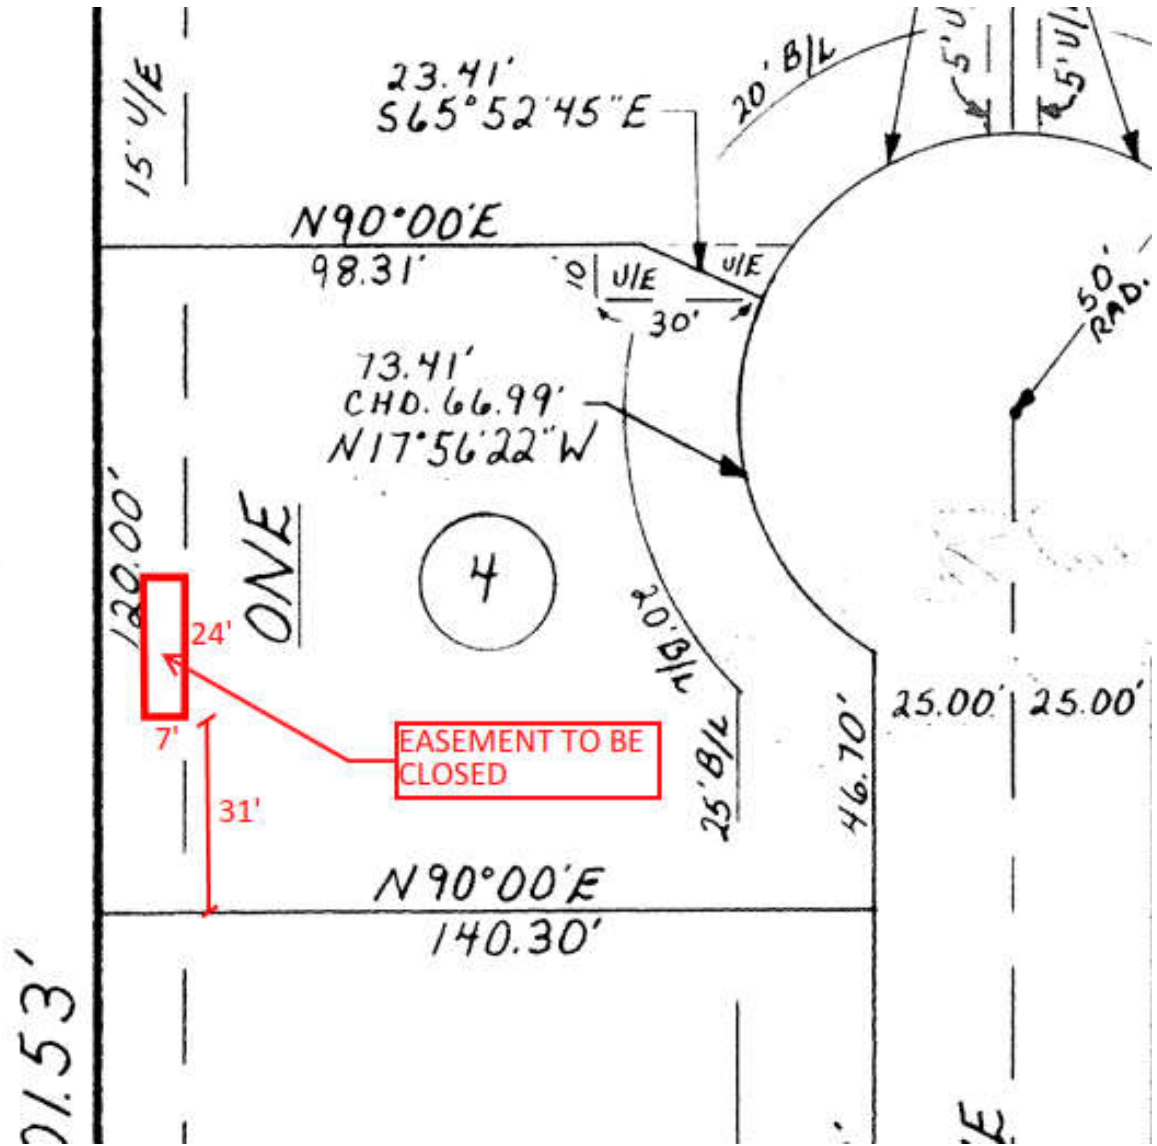 5' U/
5' U/
20' B/L
23.41'
S65°52'45"E
15' U/E
N90°00'E
98.31'
10
U/E
U/E
30'
50'
RAD.
73.41'
CHD. 66.99'
N17°56'22"W
120.00'
ONE
4
24'
20' B/L
25.00'
25.00'
7'
EASEMENT TO BE
CLOSED
31'
25' B/L
46.70'
N90°00'E
140.30'
01.53'
E